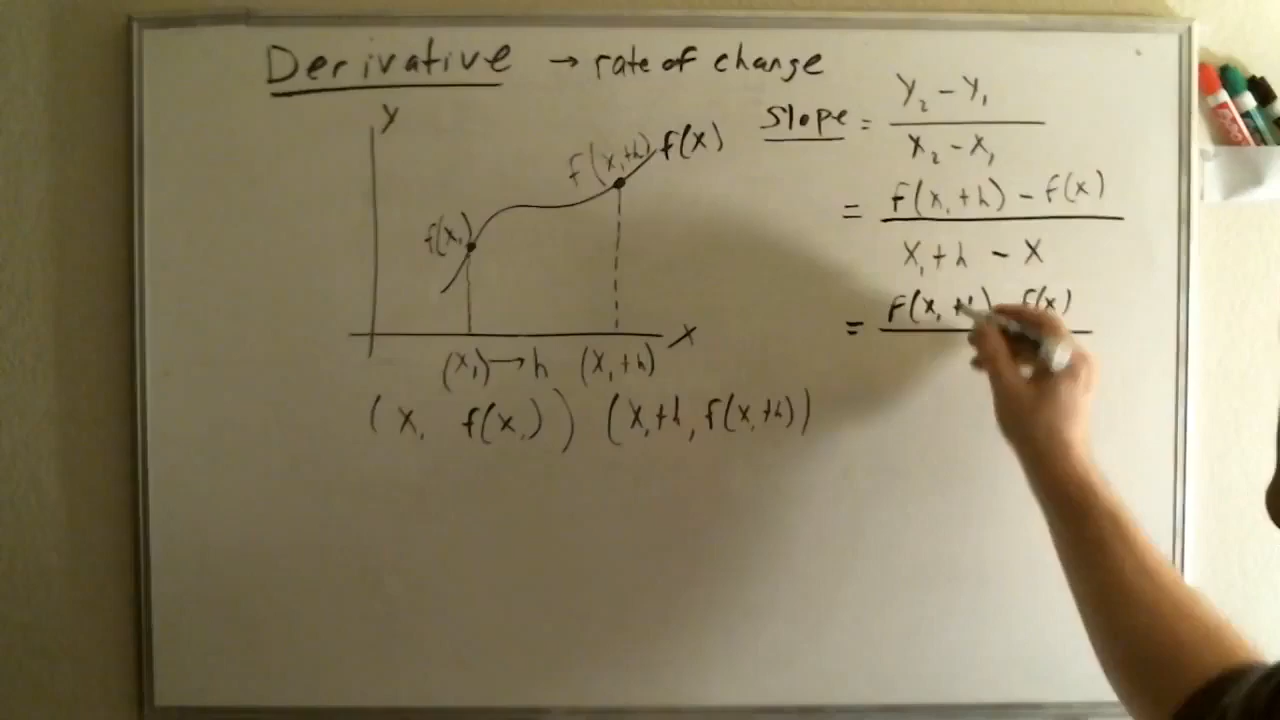 Derivative → rate of change
Y
Slope = Y₂ - Y₁ / X₂ - X₁
f(x₁+h) f(x)
f(x₁)
= f(x₁+h) - f(x) / X₁+h - X
= F(x₁+h) - f(x)
X
(X₁) → h (X₁+h)
(X₁ f(x₁)) (X₁+h, f(x₁+h))